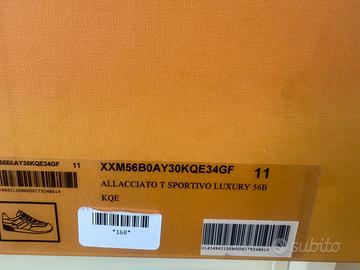 56B0AY30KQE34GF 11
XXM56B0AY30KQE34GF 11
ALLACCIATO T SPORTIVO LUXURY 56B
KQE
"168"
subito